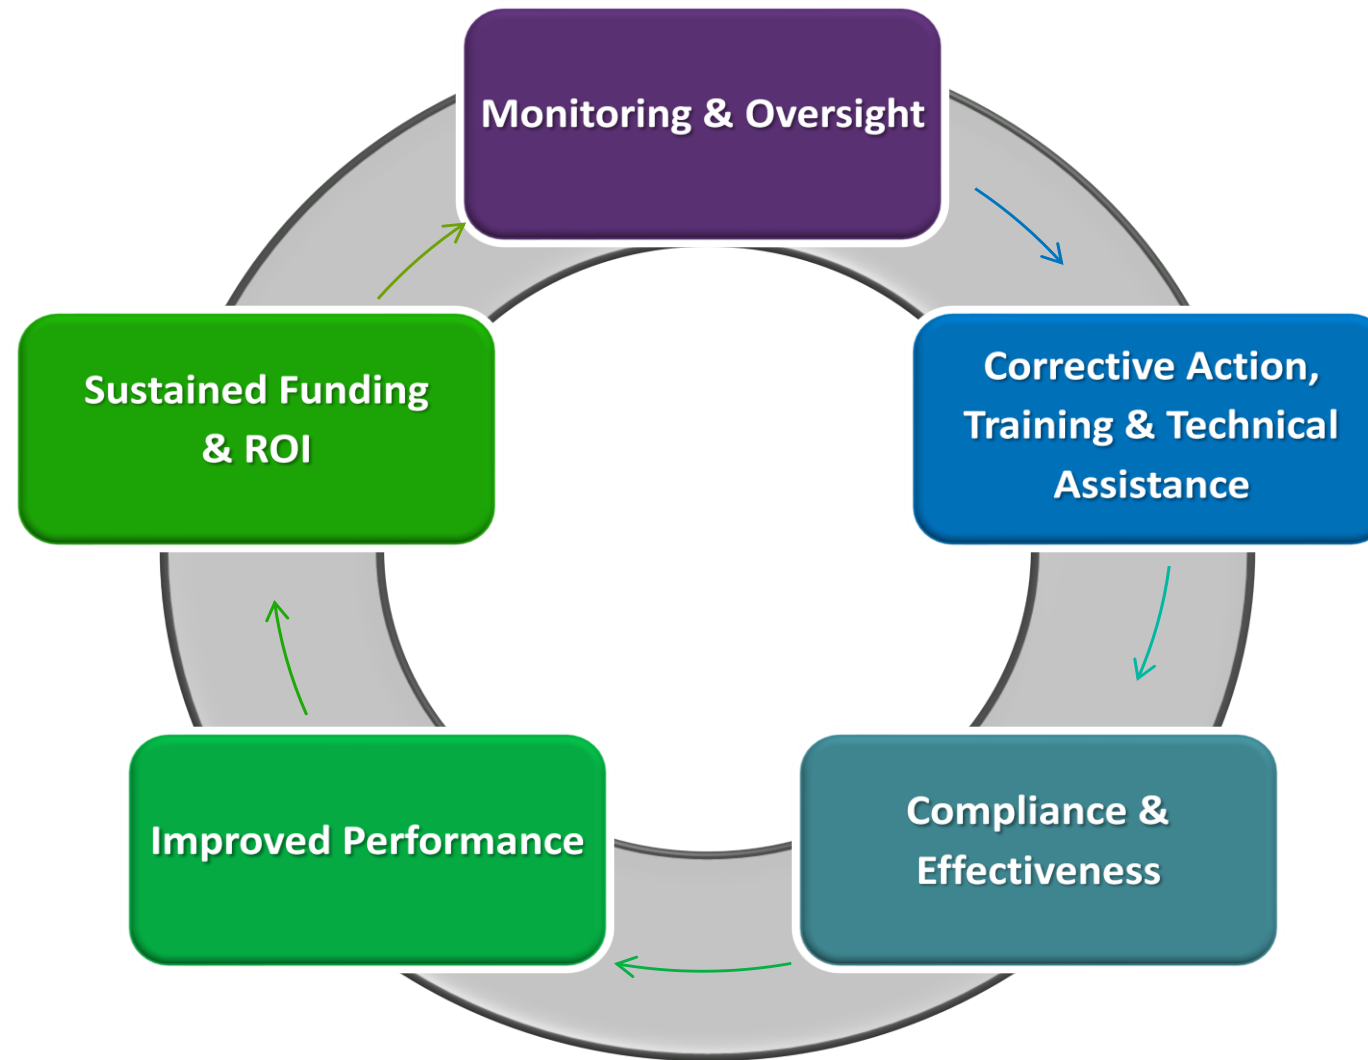 Monitoring & Oversight
Corrective Action,
Training & Technical
Assistance
Compliance &
Effectiveness
Improved Performance
Sustained Funding
& ROI